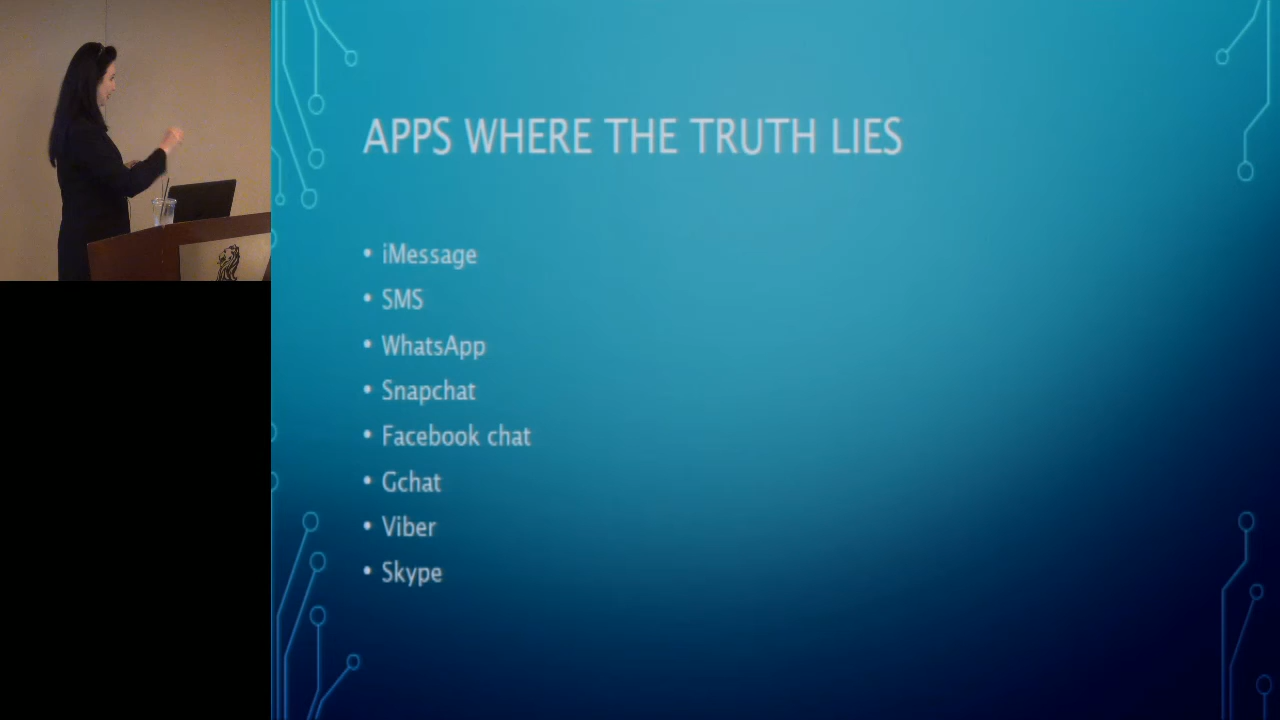 APPS WHERE THE TRUTH LIES
• iMessage
• SMS
• WhatsApp
• Snapchat
• Facebook chat
• Gchat
• Viber
• Skype